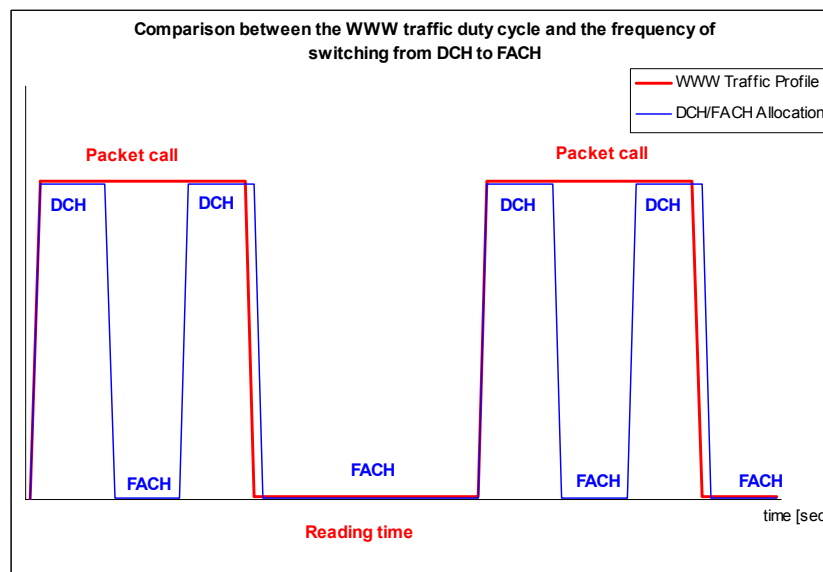 Comparison between the WWW traffic duty cycle and the frequency of
switching from DCH to FACH
WWW Traffic Profile
DCH/FACH Allocation
Packet call
Packet call
DCH
DCH
DCH
DCH
FACH
FACH
FACH
FACH
time [sec
Reading time